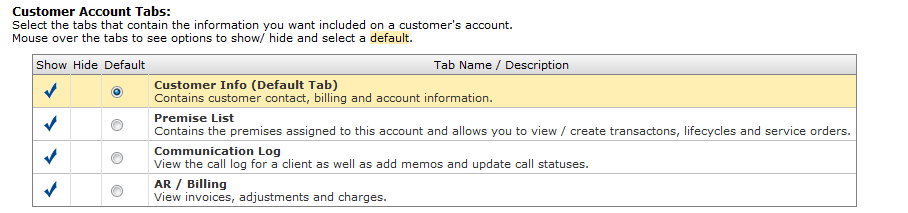 Customer Account Tabs:
Select the tabs that contain the information you want included on a customer's account.
Mouse over the tabs to see options to show/ hide and select a default.
Show Hide Default Tab Name / Description
Customer Info (Default Tab)
Contains customer contact, billing and account information.
Premise List
Contains the premises assigned to this account and allows you to view / create transactons, lifecycles and service orders.
Communication Log
View the call log for a client as well as add memos and update call statuses.
AR / Billing
View invoices, adjustments and charges.